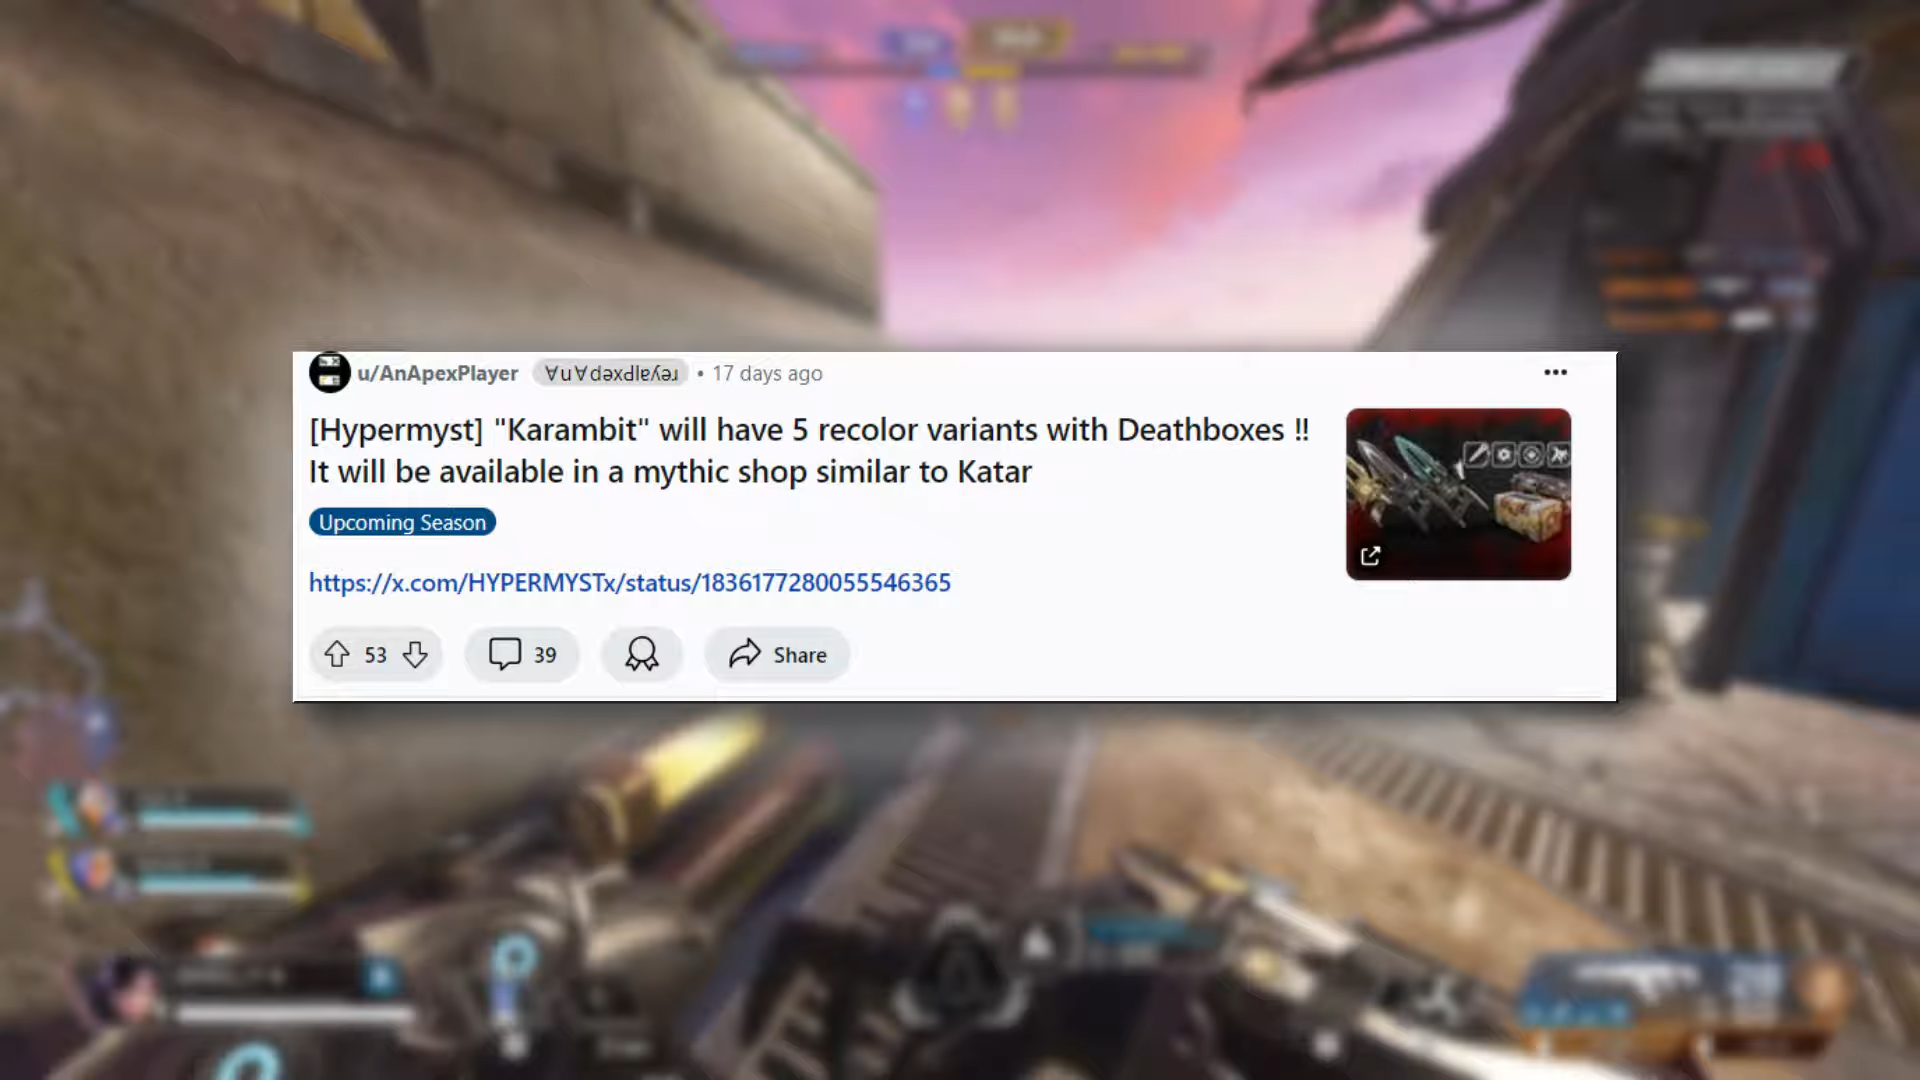 u/AnApexPlayer ∀u∀dǝxdlɐʎǝɹ • 17 days ago
[Hypermyst] "Karambit" will have 5 recolor variants with Deathboxes !!
It will be available in a mythic shop similar to Katar
Upcoming Season
https://x.com/HYPERMYSTx/status/1836177280055546365
53 39 Share